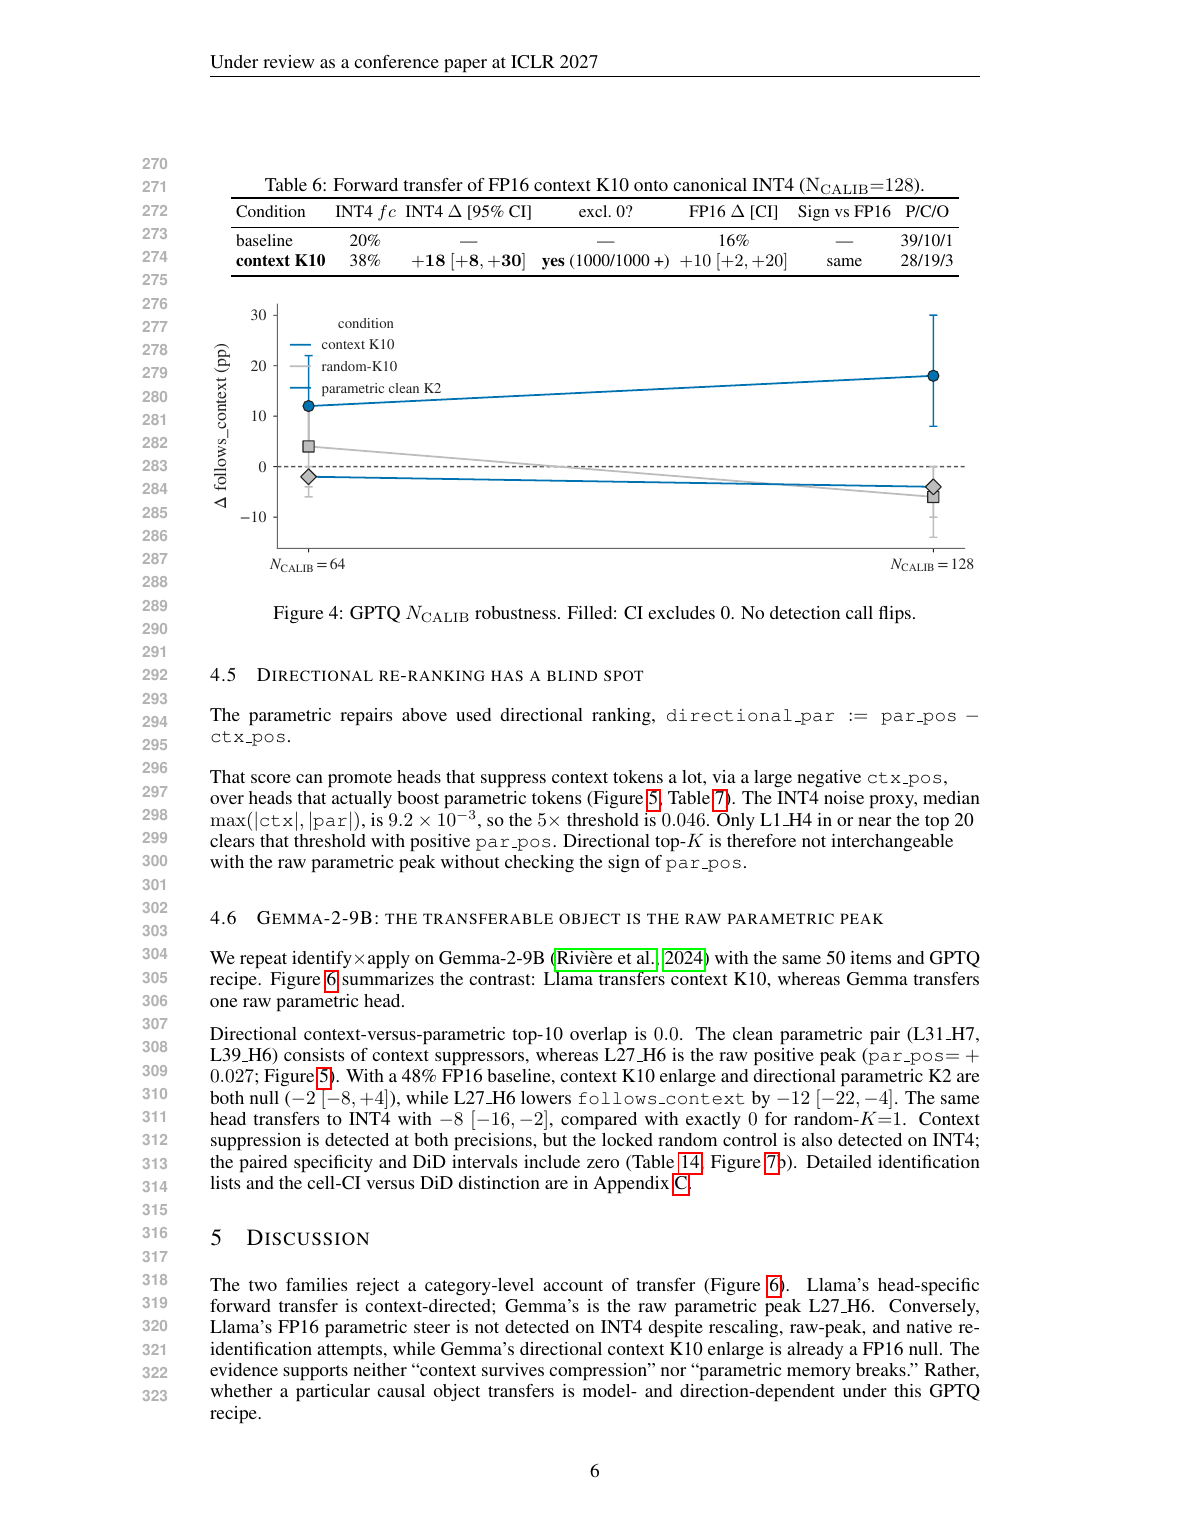 Under review as a conference paper at ICLR 2027
270
271
272
273
274
275
276
277
278
279
280
281
282
283
284
285
286
287
288
289
290
291
292
293
294
295
296
297
298
299
300
301
302
303
304
305
306
307
308
309
310
311
312
313
314
315
316
317
318
319
320
321
322
323
Table 6: Forward transfer of FP16 context K10 onto canonical INT4 (N_CALIB=128).
Condition INT4 fc INT4 Δ [95% CI] excl. 0? FP16 Δ [CI] Sign vs FP16 P/C/O
baseline 20% — — 16% — 39/10/1
context K10 38% +18 [+8, +30] yes (1000/1000 +) +10 [+2, +20] same 28/19/3
Δ follows_context (pp)
30
20
10
0
−10
condition
context K10
random-K10
parametric clean K2
N_CALIB = 64
N_CALIB = 128
Figure 4: GPTQ N_CALIB robustness. Filled: CI excludes 0. No detection call flips.
4.5 DIRECTIONAL RE-RANKING HAS A BLIND SPOT
The parametric repairs above used directional ranking, directional_par := par_pos −
ctx_pos.
That score can promote heads that suppress context tokens a lot, via a large negative ctx_pos,
over heads that actually boost parametric tokens (Figure 5, Table 7). The INT4 noise proxy, median
max(|ctx|, |par|), is 9.2 × 10⁻³, so the 5× threshold is 0.046. Only L1_H4 in or near the top 20
clears that threshold with positive par_pos. Directional top-K is therefore not interchangeable
with the raw parametric peak without checking the sign of par_pos.
4.6 GEMMA-2-9B: THE TRANSFERABLE OBJECT IS THE RAW PARAMETRIC PEAK
We repeat identify×apply on Gemma-2-9B (Rivière et al., 2024) with the same 50 items and GPTQ
recipe. Figure 6 summarizes the contrast: Llama transfers context K10, whereas Gemma transfers
one raw parametric head.
Directional context-versus-parametric top-10 overlap is 0.0. The clean parametric pair (L31_H7,
L39_H6) consists of context suppressors, whereas L27_H6 is the raw positive peak (par_pos= +
0.027; Figure 5). With a 48% FP16 baseline, context K10 enlarge and directional parametric K2 are
both null (−2 [−8, +4]), while L27_H6 lowers follows_context by −12 [−22, −4]. The same
head transfers to INT4 with −8 [−16, −2], compared with exactly 0 for random-K=1. Context
suppression is detected at both precisions, but the locked random control is also detected on INT4;
the paired specificity and DiD intervals include zero (Table 14, Figure 7b). Detailed identification
lists and the cell-CI versus DiD distinction are in Appendix C.
5 DISCUSSION
The two families reject a category-level account of transfer (Figure 6). Llama's head-specific
forward transfer is context-directed; Gemma's is the raw parametric peak L27_H6. Conversely,
Llama's FP16 parametric steer is not detected on INT4 despite rescaling, raw-peak, and native re-
identification attempts, while Gemma's directional context K10 enlarge is already a FP16 null. The
evidence supports neither “context survives compression” nor “parametric memory breaks.” Rather,
whether a particular causal object transfers is model- and direction-dependent under this GPTQ
recipe.
6